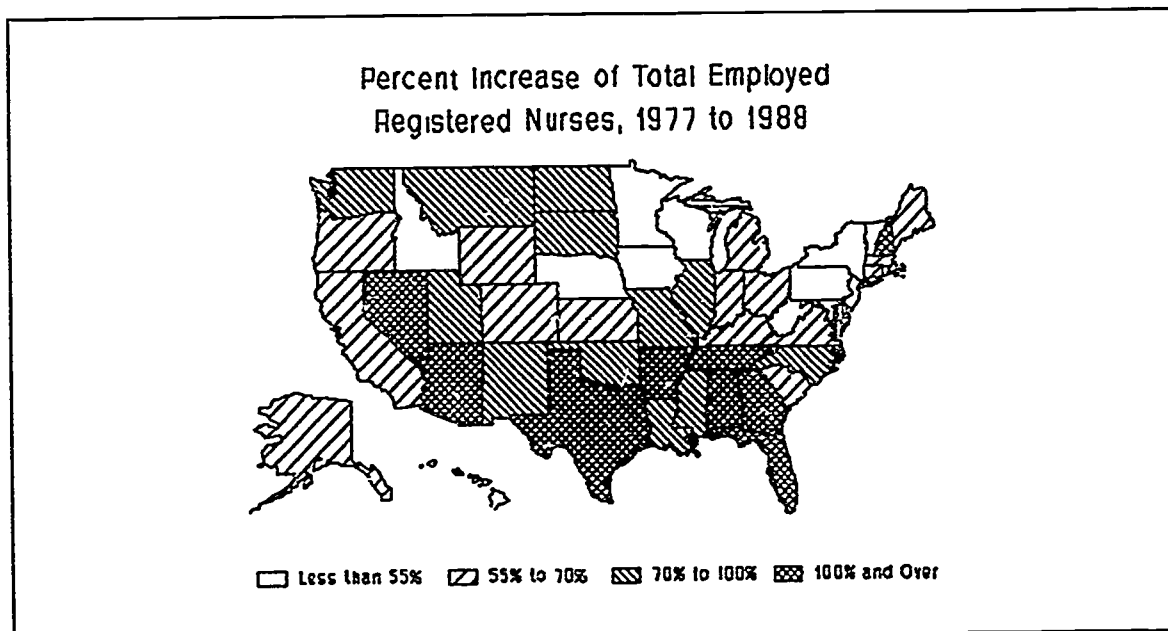 Percent Increase of Total Employed
Registered Nurses, 1977 to 1988
Less than 55% 55% to 70% 70% to 100% 100% and Over